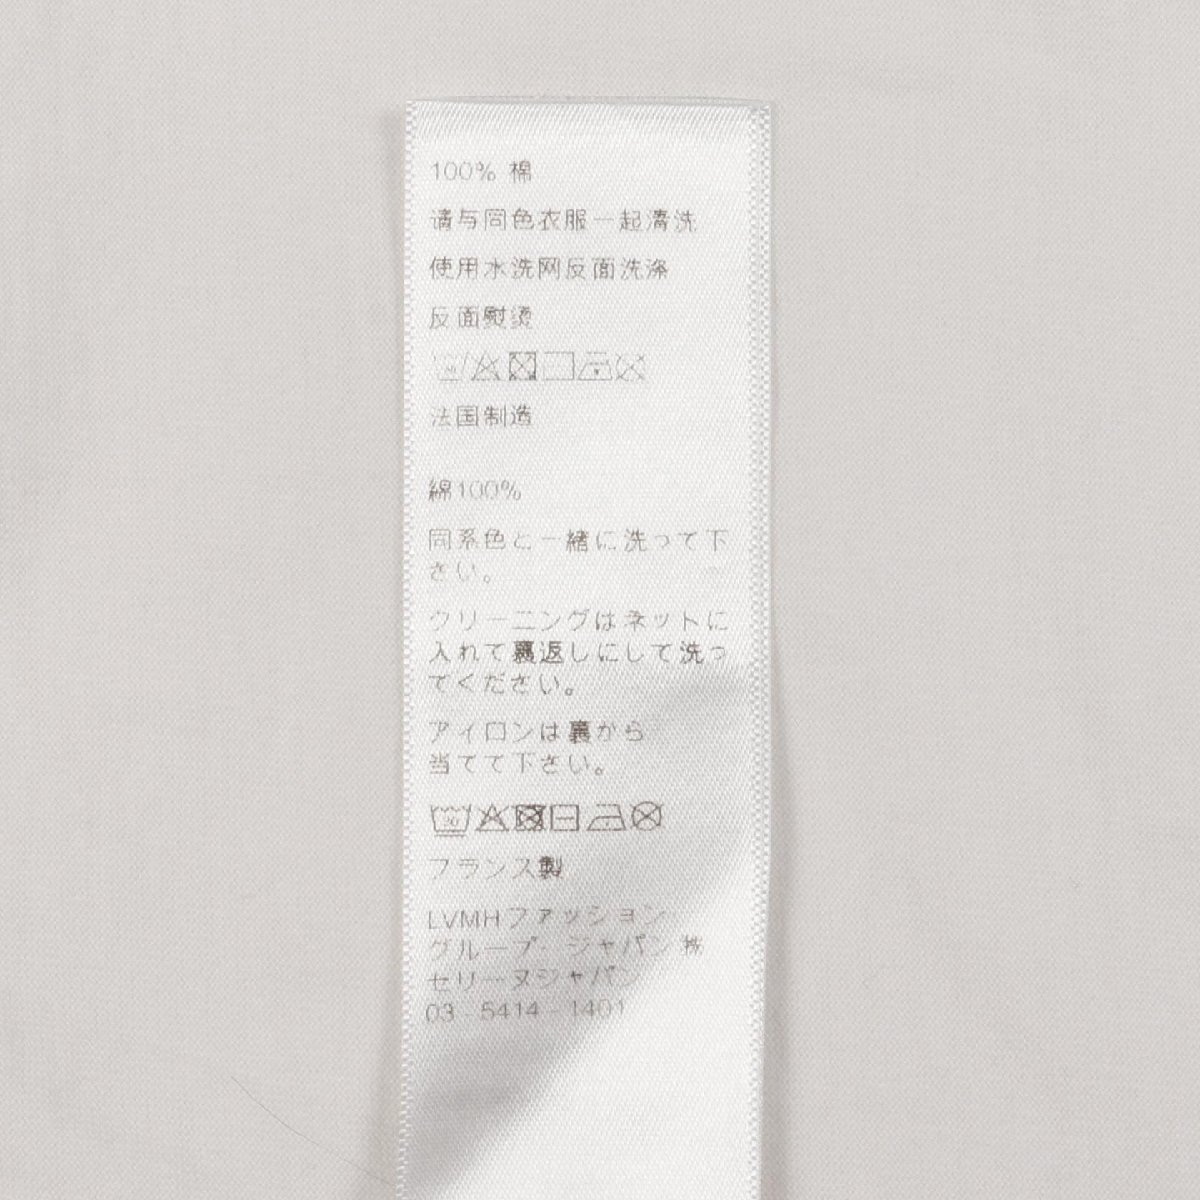 100% 棉
请与同色衣服一起清洗
使用水洗网反面洗涤
反面熨烫
30
法国制造
綿100%
同系色と一緒に洗って下
さい。
クリーニングはネットに
入れて裏返しにして洗っ
てください。
アイロンは裏から
当てて下さい。
30
フランス製
LVMHファッション
グループ・ジャパン 株
セリーヌジャパン
03 - 5414 - 1401